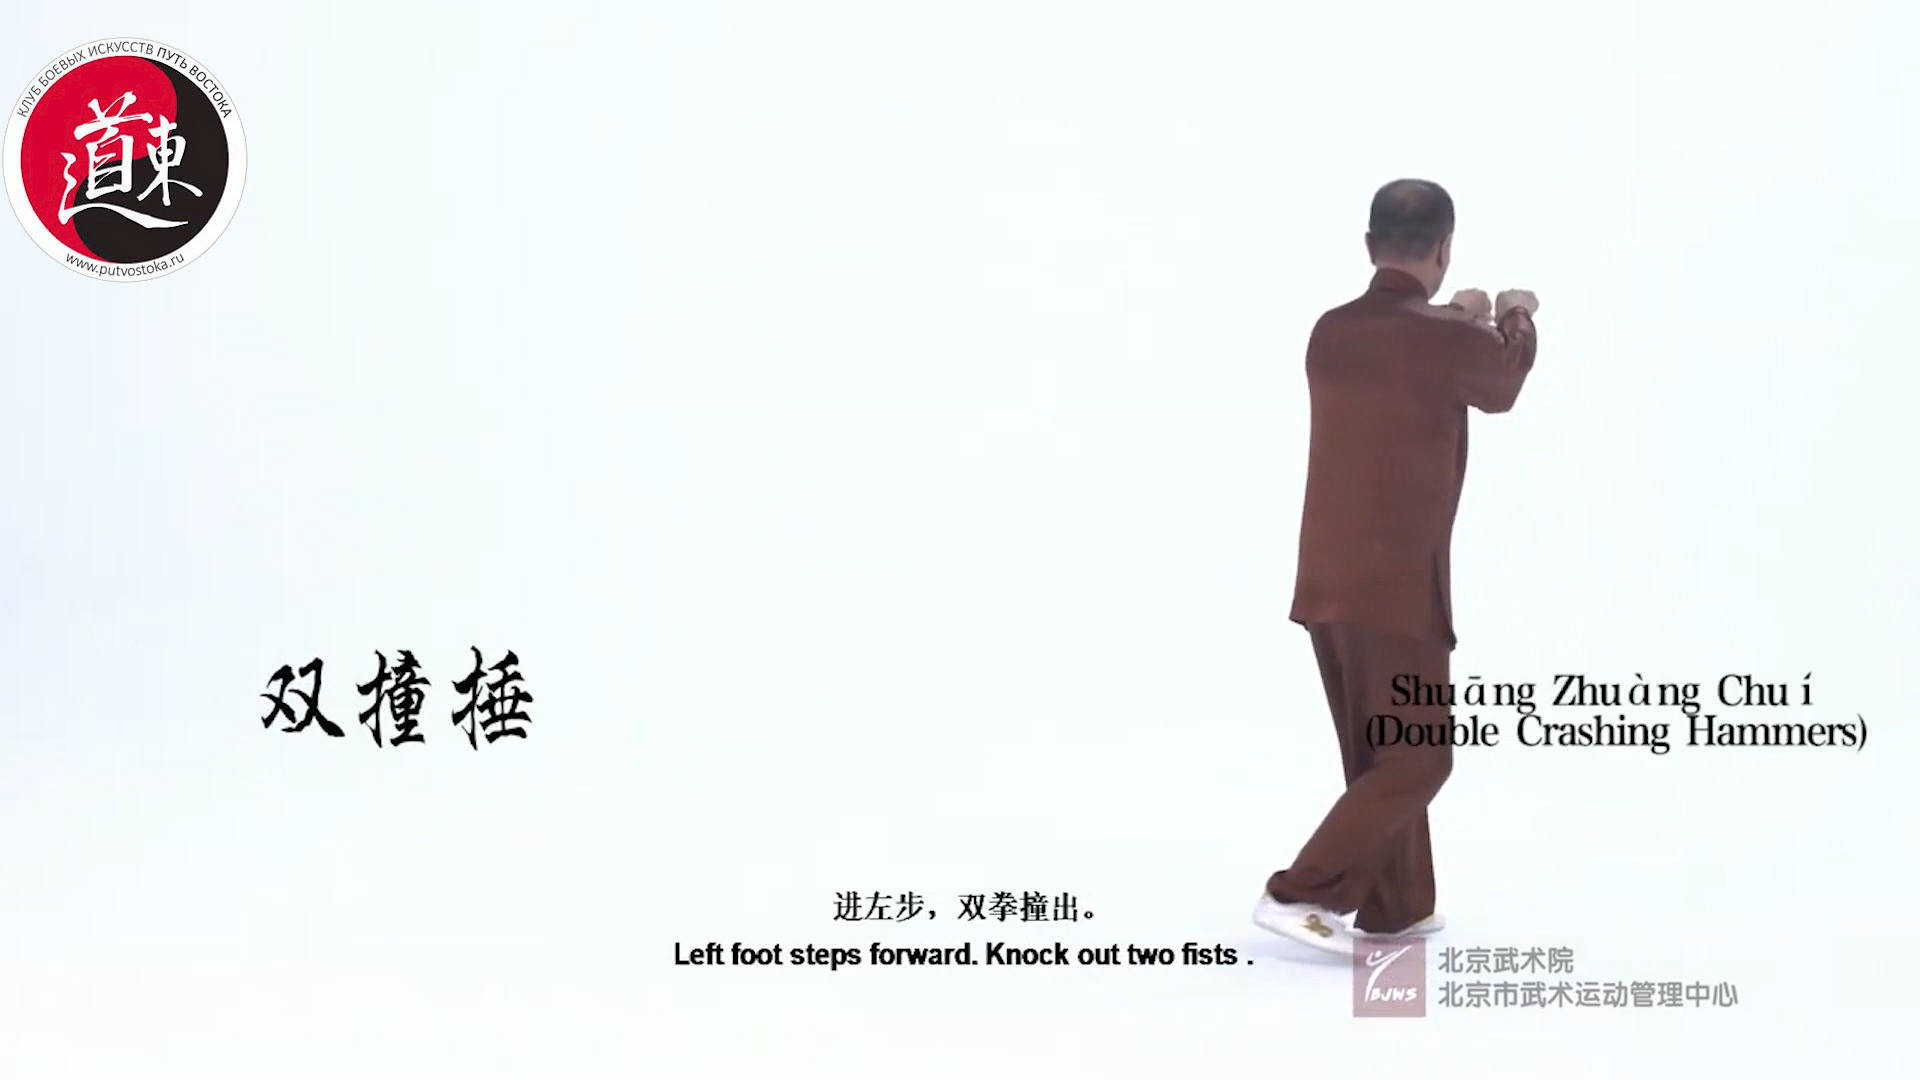 КЛУБ БОЕВЫХ ИСКУССТВ ПУТЬ ВОСТОКА
道東
www.putvostoka.ru
双撞捶
Shuāng Zhuàng Chuí
(Double Crashing Hammers)
进左步，双拳撞出。
Left foot steps forward. Knock out two fists .
BJWS
北京武术院
北京市武术运动管理中心